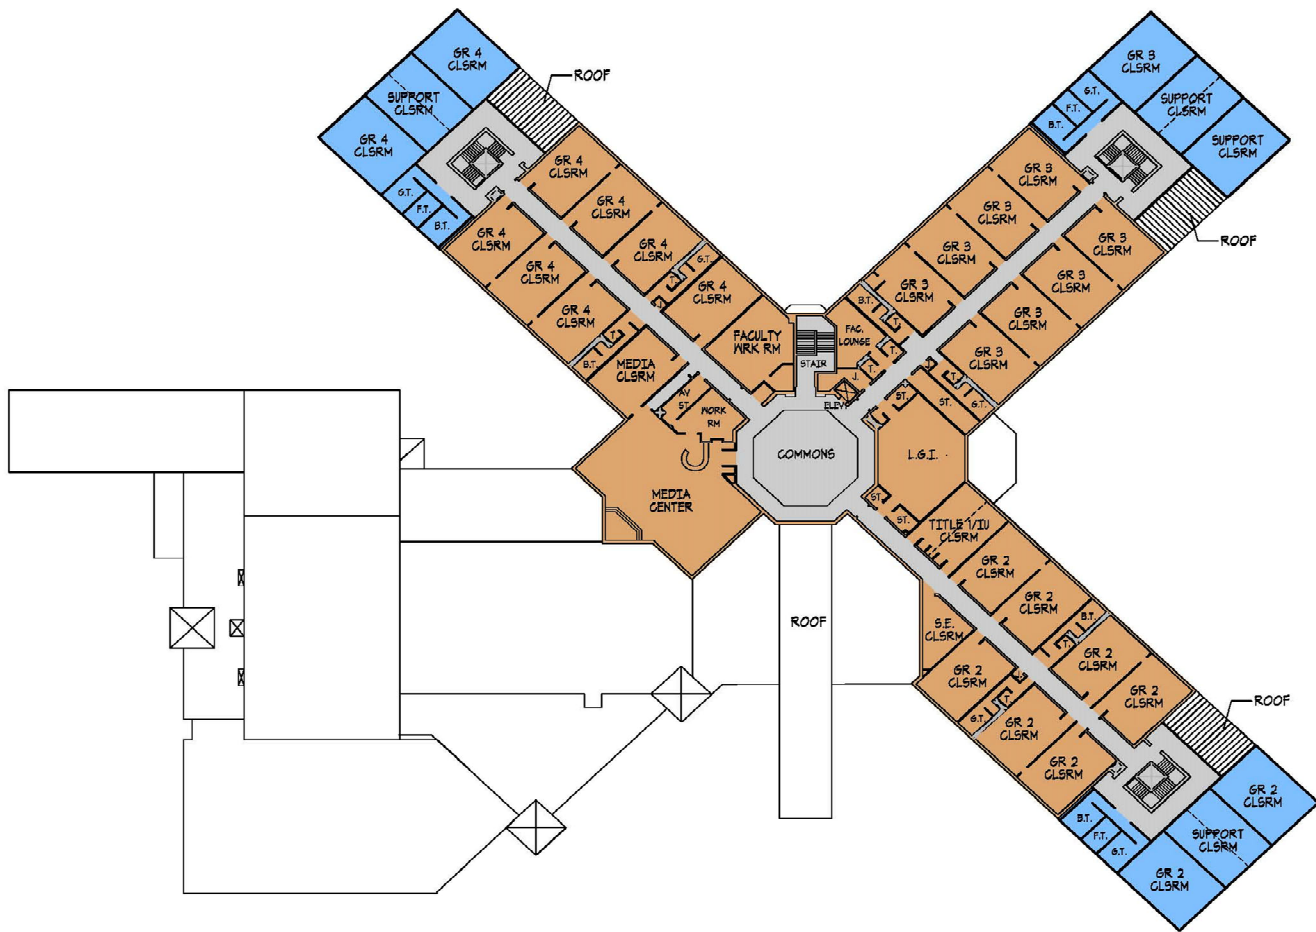 GR 4
CLSRM
SUPPORT
CLSRM
GR 4
CLSRM
G.T.
F.T.
B.T.
ROOF
GR 4
CLSRM
GR 4
CLSRM
GR 4
CLSRM
G.T.
T.
J.
GR 4
CLSRM
FACULTY
WRK RM
GR 4
CLSRM
GR 4
CLSRM
GR 4
CLSRM
T.
B.T.
MEDIA
CLSRM
AV
ST.
WORK
RM
MEDIA
CENTER
COMMONS
STAIR
ELEV.
GR 3
CLSRM
SUPPORT
CLSRM
SUPPORT
CLSRM
G.T.
F.T.
B.T.
ROOF
GR 3
CLSRM
GR 3
CLSRM
GR 3
CLSRM
GR 3
CLSRM
B.T.
T.
FAC.
LOUNGE
T.
T.
J.
GR 3
CLSRM
GR 3
CLSRM
GR 3
CLSRM
GR 3
CLSRM
J.
T.
G.T.
ST.
ST.
L.G.I.
ST.
ST.
TITLE 1/IU
CLSRM
GR 2
CLSRM
GR 2
CLSRM
B.T.
T.
GR 2
CLSRM
GR 2
CLSRM
S.E.
CLSRM
GR 2
CLSRM
J.
T.
G.T.
GR 2
CLSRM
GR 2
CLSRM
ROOF
ROOF
B.T.
F.T.
G.T.
GR 2
CLSRM
SUPPORT
CLSRM
GR 2
CLSRM